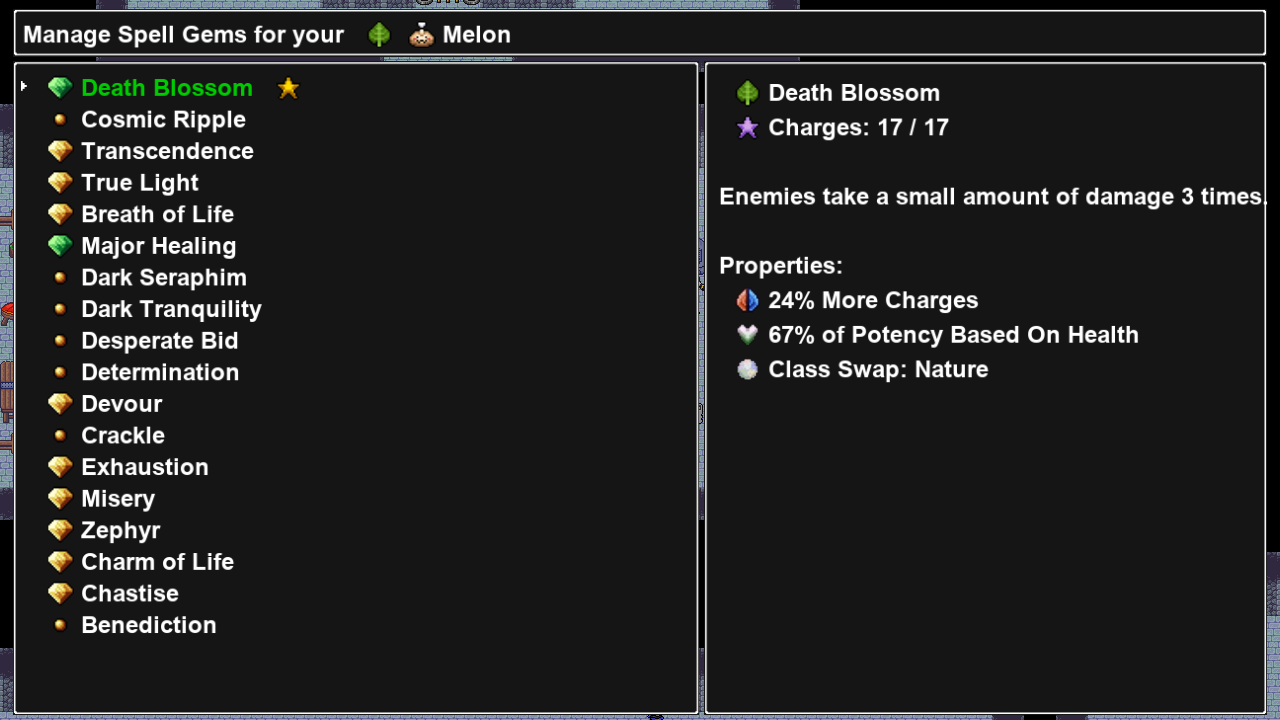 Manage Spell Gems for your Melon
Death Blossom
Cosmic Ripple
Transcendence
True Light
Breath of Life
Major Healing
Dark Seraphim
Dark Tranquility
Desperate Bid
Determination
Devour
Crackle
Exhaustion
Misery
Zephyr
Charm of Life
Chastise
Benediction
Death Blossom
Charges: 17 / 17
Enemies take a small amount of damage 3 times.
Properties:
24% More Charges
67% of Potency Based On Health
Class Swap: Nature